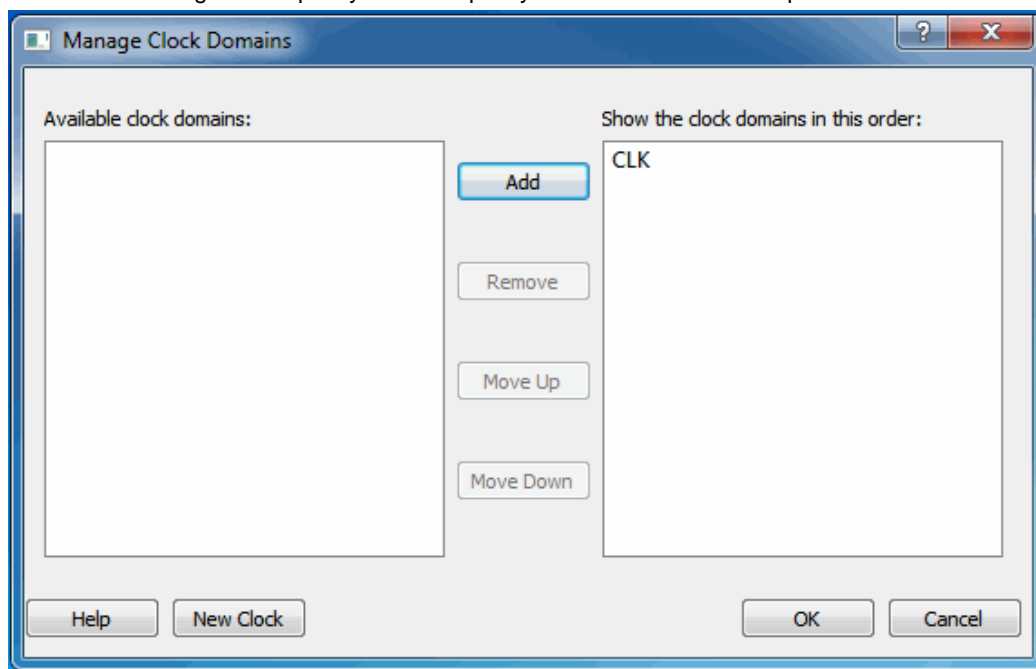 Manage Clock Domains
Available clock domains:
Show the clock domains in this order:
CLK
Add
Remove
Move Up
Move Down
Help
New Clock
OK
Cancel